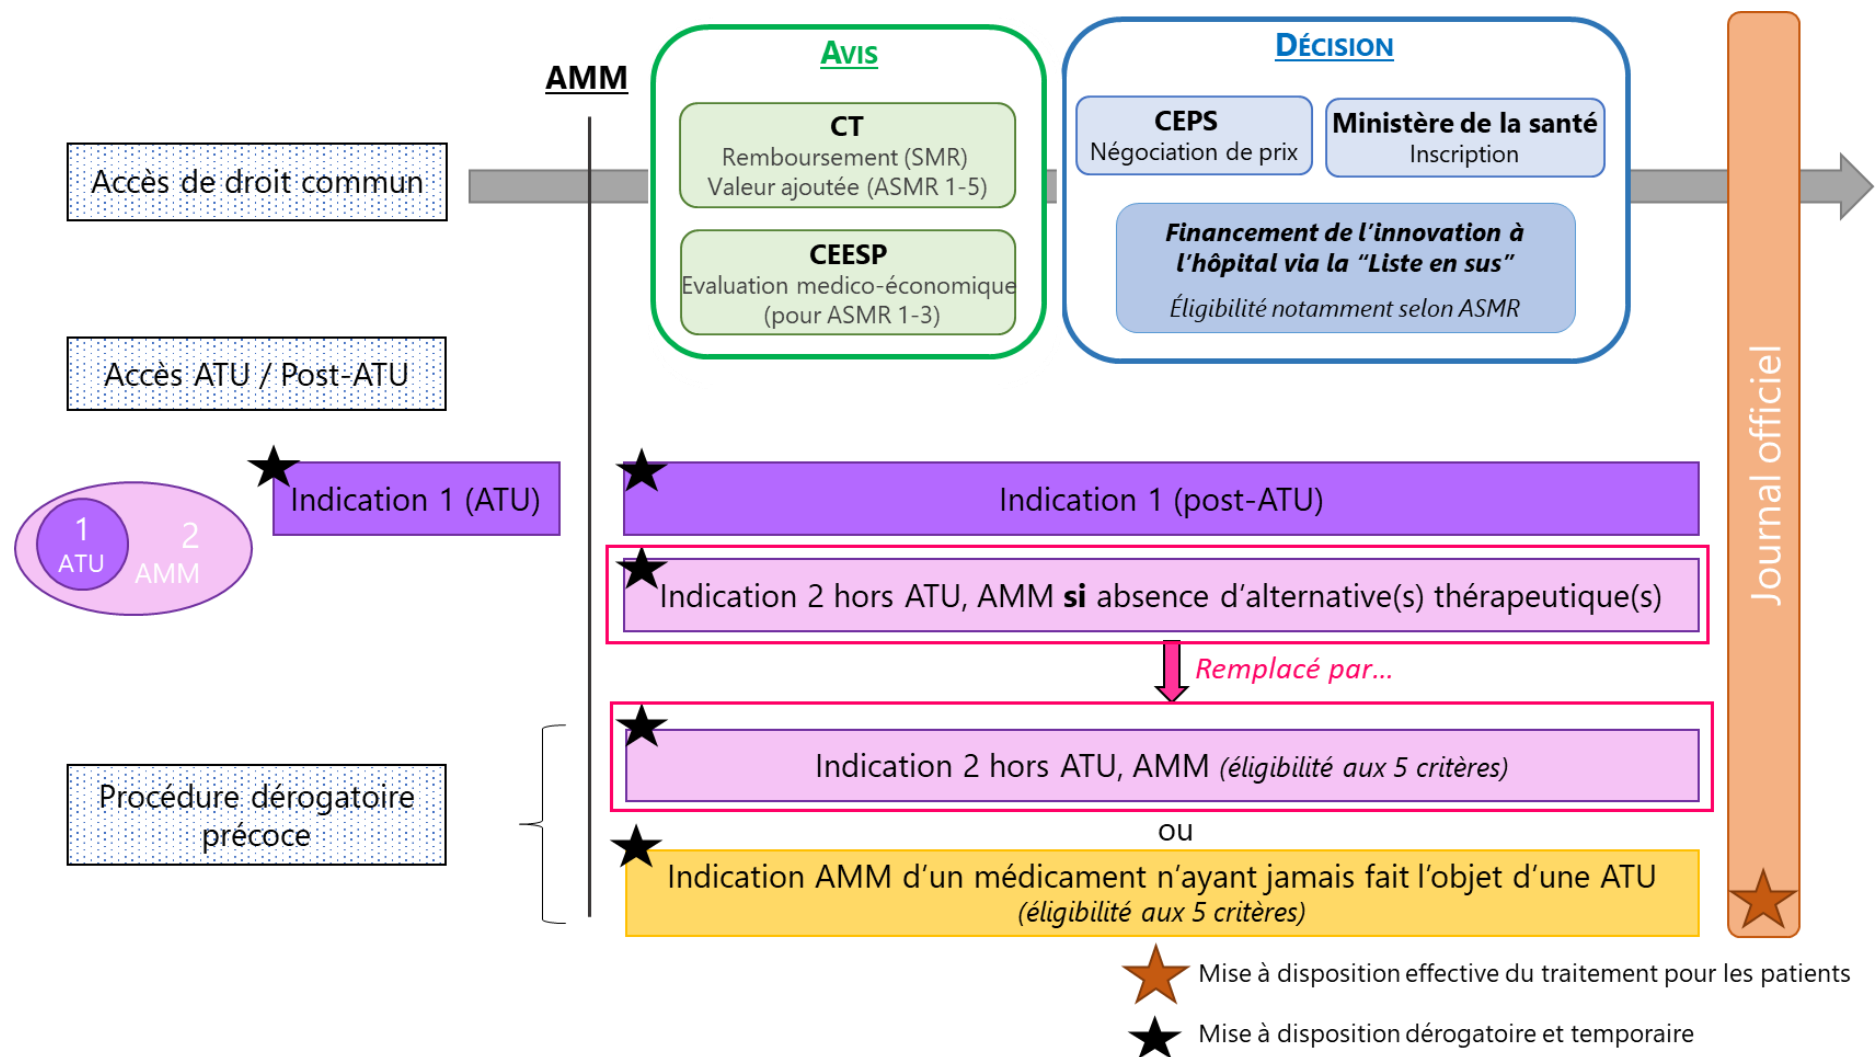 AMM
AVIS
CT
Remboursement (SMR)
Valeur ajoutée (ASMR 1-5)
CEESP
Evaluation medico-économique
(pour ASMR 1-3)
DÉCISION
CEPS
Négociation de prix
Ministère de la santé
Inscription
Financement de l’innovation à
l’hôpital via la “Liste en sus”
Éligibilité notamment selon ASMR
Journal officiel
Accès de droit commun
Accès ATU / Post-ATU
1
ATU
2
AMM
Indication 1 (ATU)
Indication 1 (post-ATU)
Indication 2 hors ATU, AMM si absence d’alternative(s) thérapeutique(s)
Remplacé par...
Procédure dérogatoire
précoce
Indication 2 hors ATU, AMM (éligibilité aux 5 critères)
ou
Indication AMM d’un médicament n’ayant jamais fait l’objet d’une ATU
(éligibilité aux 5 critères)
Mise à disposition effective du traitement pour les patients
Mise à disposition dérogatoire et temporaire